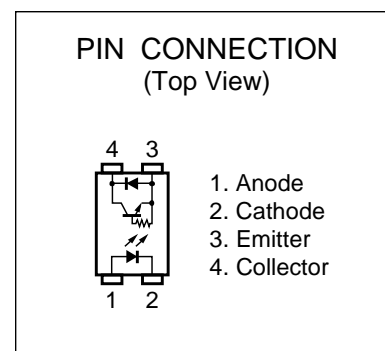 PIN CONNECTION
(Top View)
4 3
1. Anode
2. Cathode
3. Emitter
4. Collector
1 2